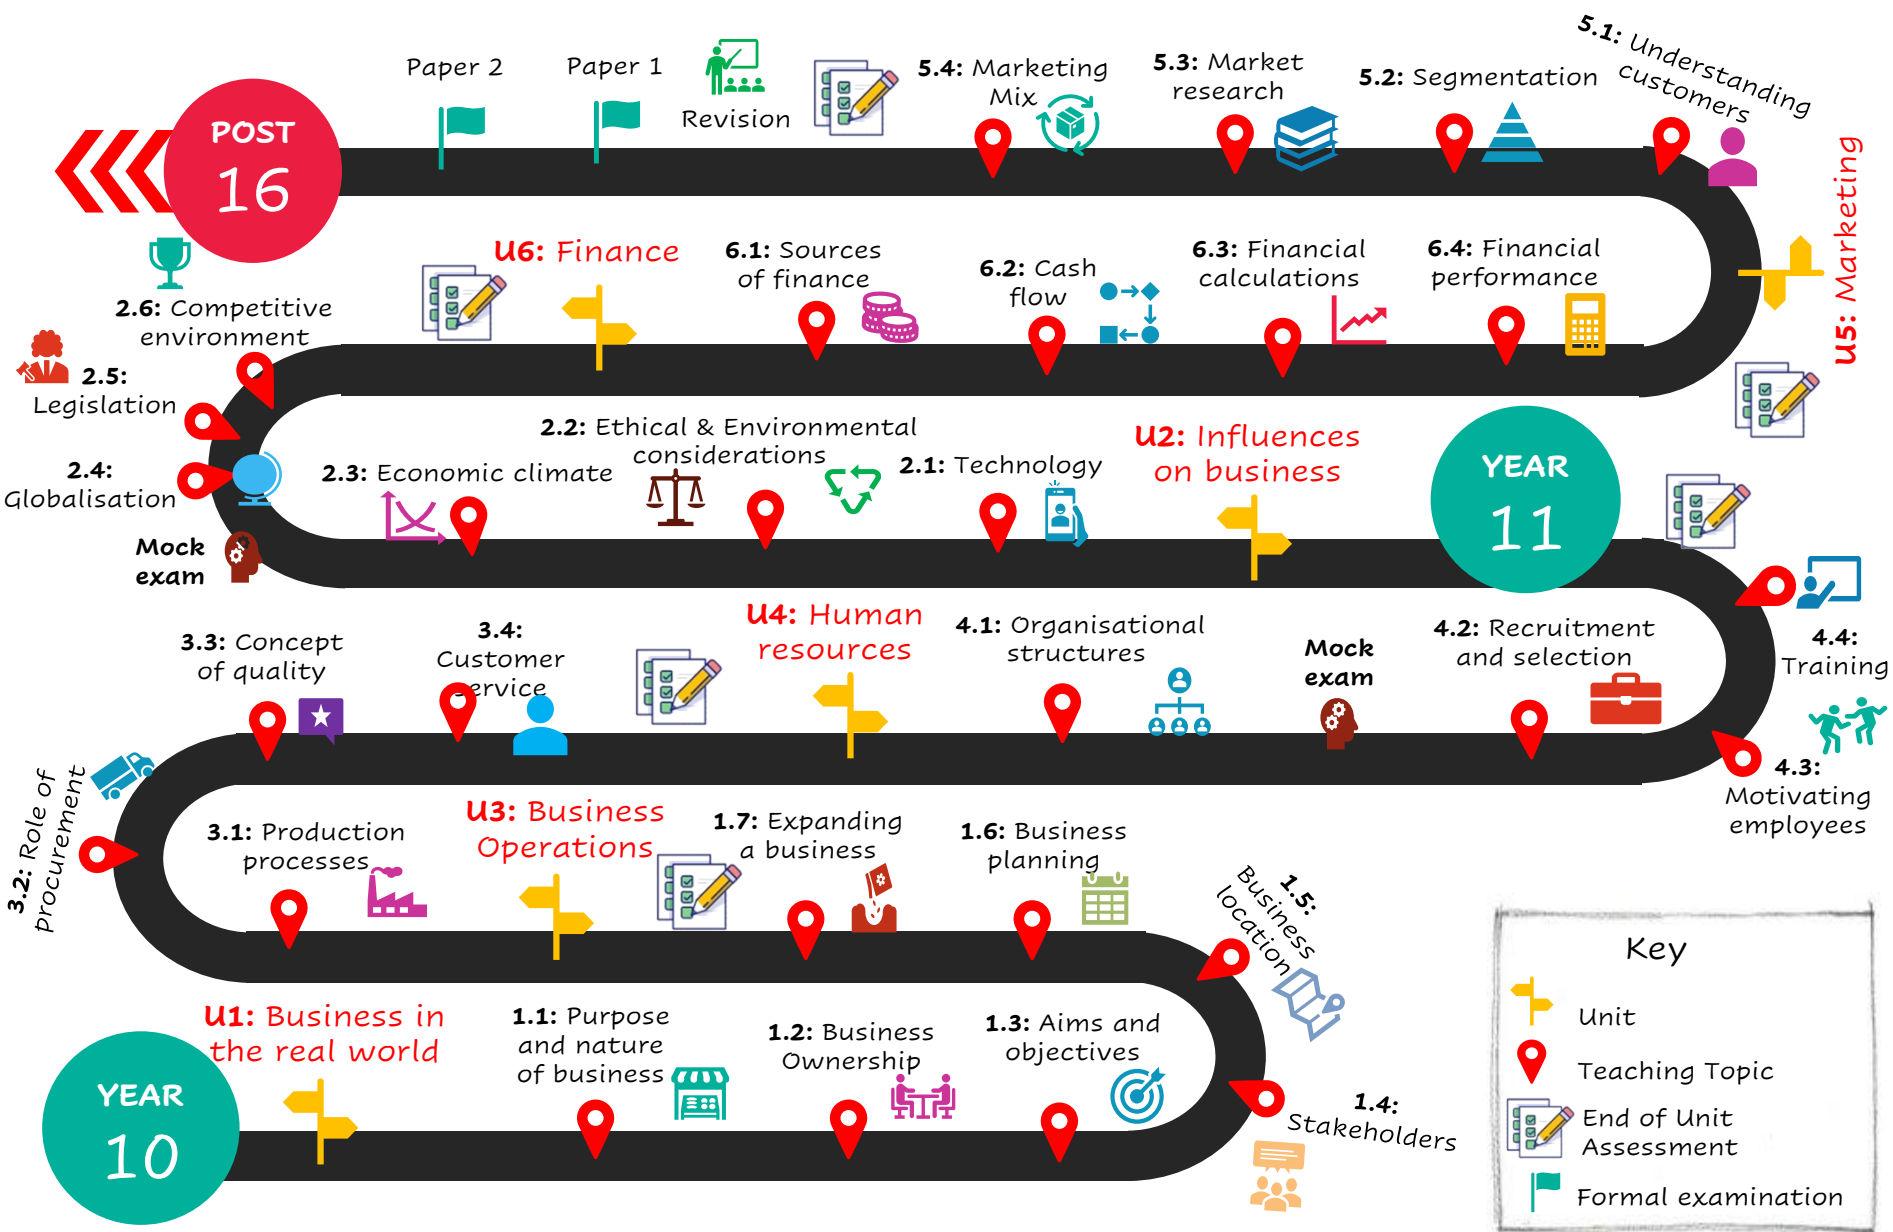 Paper 2
Paper 1
Revision
5.4: Marketing
Mix
5.3: Market
research
5.2: Segmentation
5.1: Understanding
customers
POST
16
U5: Marketing
U6: Finance
6.1: Sources
of finance
6.2: Cash
flow
6.3: Financial
calculations
6.4: Financial
performance
2.6: Competitive
environment
2.5:
Legislation
2.4:
Globalisation
2.3: Economic climate
2.2: Ethical & Environmental
considerations
2.1: Technology
U2: Influences
on business
YEAR
11
Mock
exam
3.3: Concept
of quality
3.4:
Customer
service
U4: Human
resources
4.1: Organisational
structures
Mock
exam
4.2: Recruitment
and selection
4.4:
Training
4.3:
Motivating
employees
3.2: Role of
procurement
3.1: Production
processes
U3: Business
Operations
1.7: Expanding
a business
1.6: Business
planning
1.5:
Business
location
U1: Business in
the real world
1.1: Purpose
and nature
of business
1.2: Business
Ownership
1.3: Aims and
objectives
1.4:
Stakeholders
YEAR
10
Key
Unit
Teaching Topic
End of Unit
Assessment
Formal examination